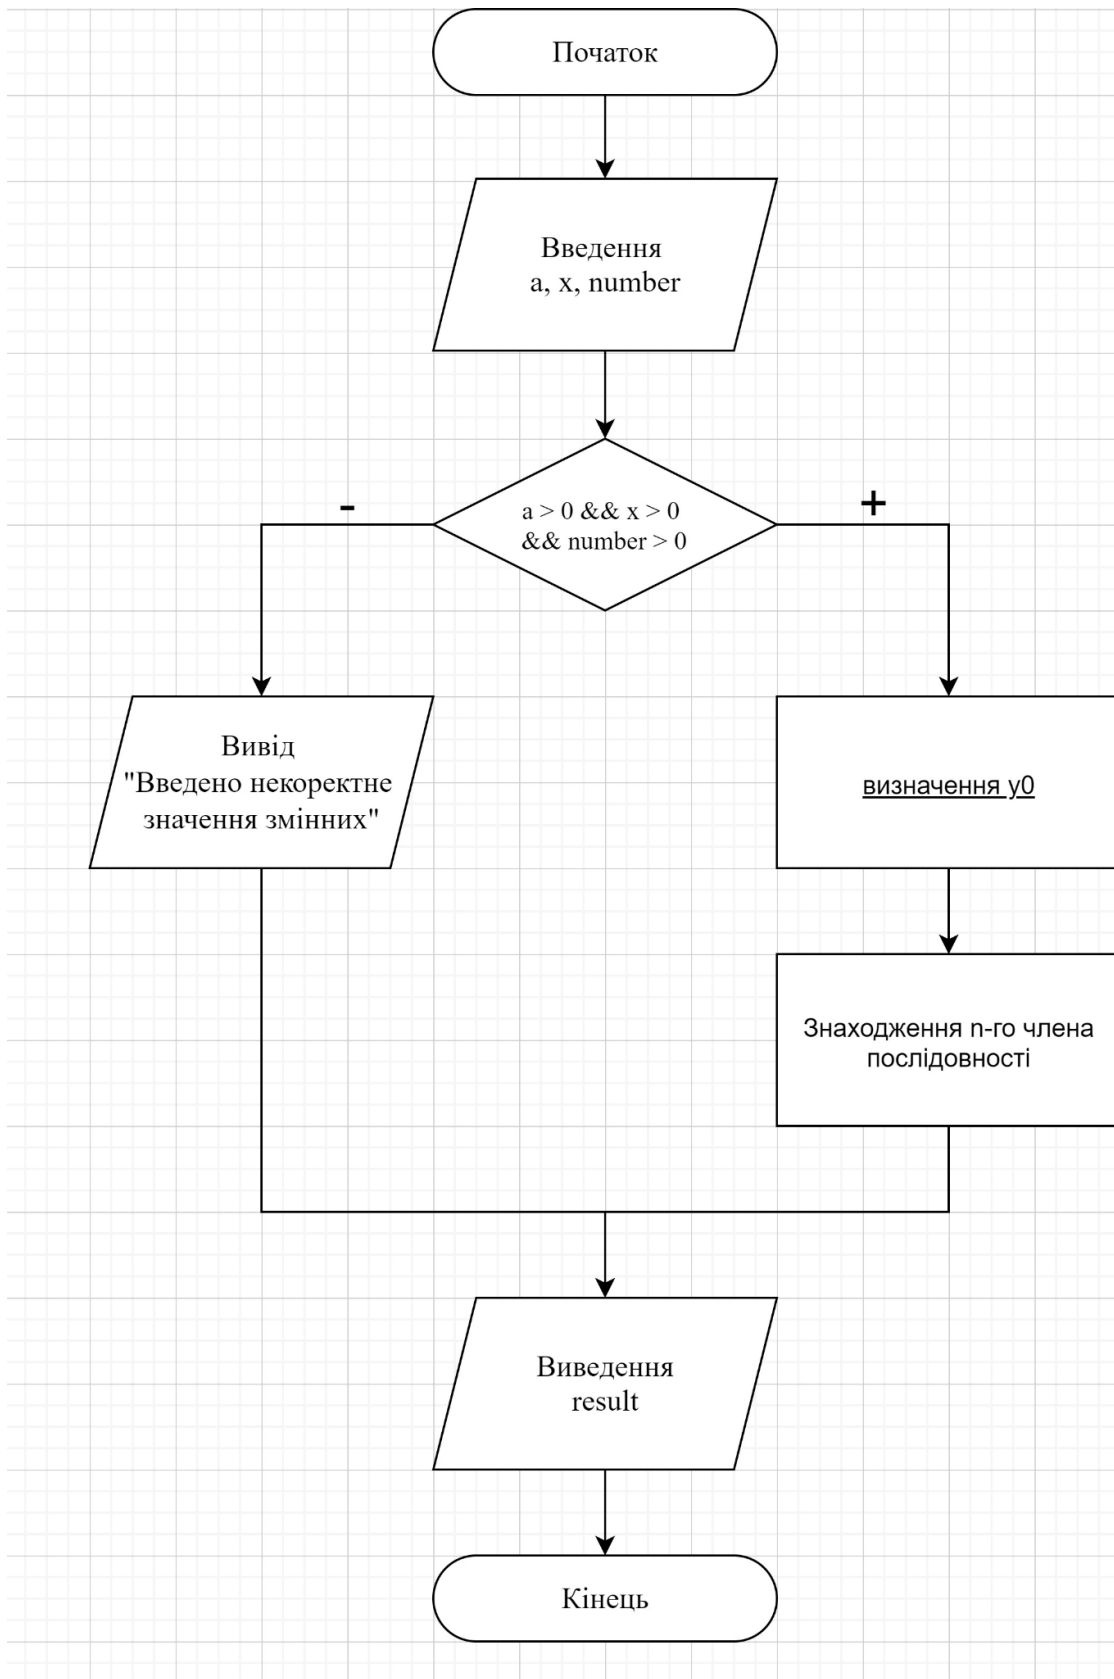 Початок
Введення
a, x, number
a > 0 && x > 0
&& number > 0
-
+
Вивід
"Введено некоректне
значення змінних"
визначення y0
Знаходження n-го члена
послідовності
Виведення
result
Кінець